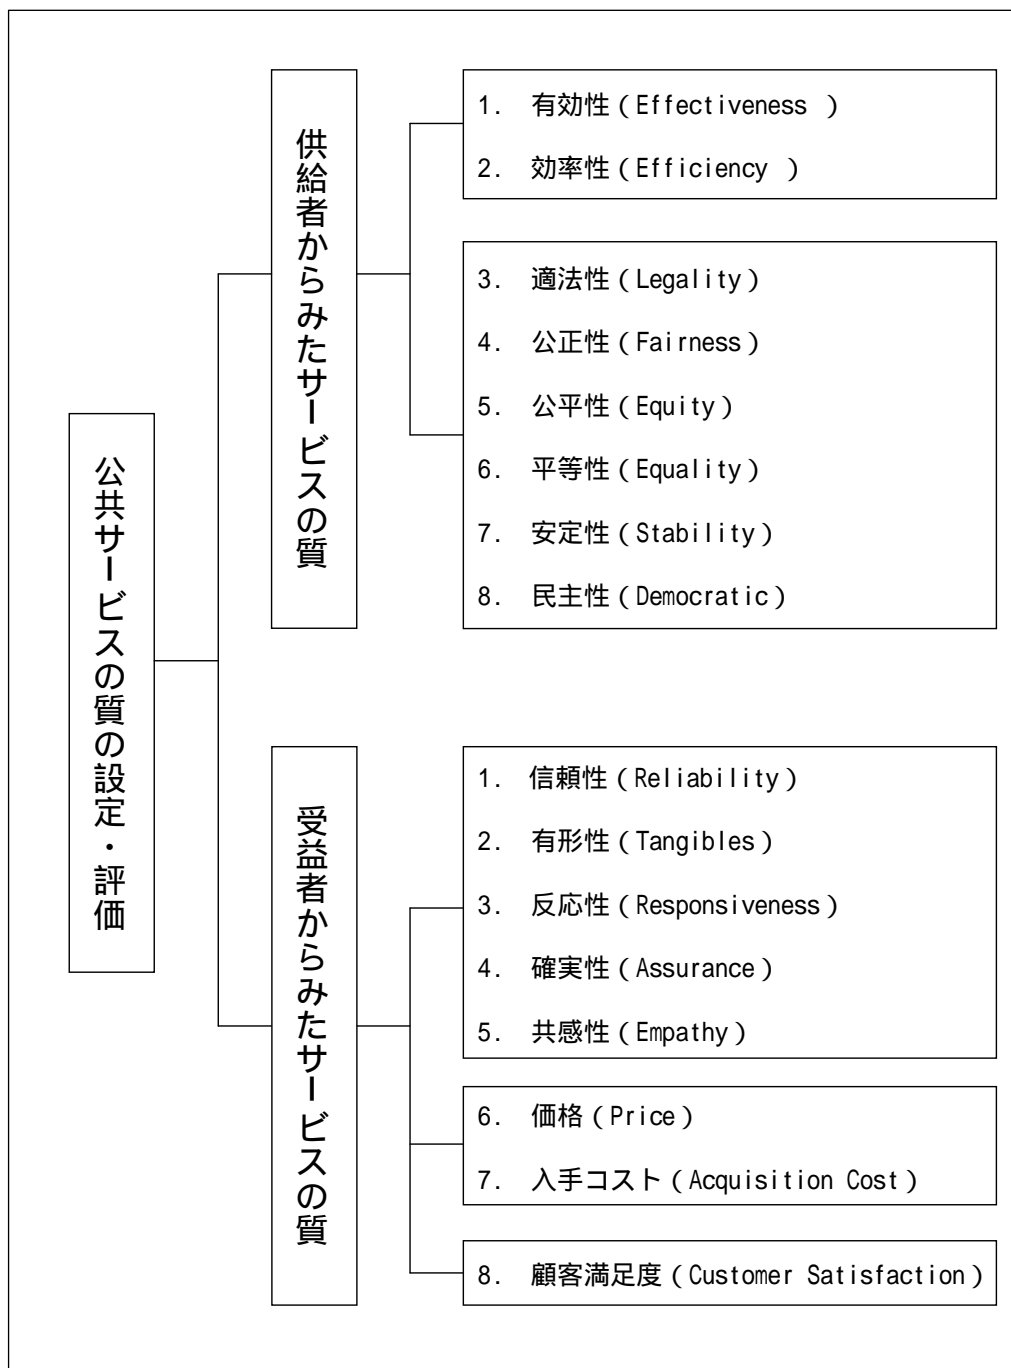 公共サービスの質の設定・評価
供給者からみたサービスの質
1. 有効性(Effectiveness )
2. 効率性(Efficiency )
3. 適法性(Legality)
4. 公正性(Fairness)
5. 公平性(Equity)
6. 平等性(Equality)
7. 安定性(Stability)
8. 民主性(Democratic)
受益者からみたサービスの質
1. 信頼性(Reliability)
2. 有形性(Tangibles)
3. 反応性(Responsiveness)
4. 確実性(Assurance)
5. 共感性(Empathy)
6. 価格(Price)
7. 入手コスト(Acquisition Cost)
8. 顧客満足度(Customer Satisfaction)